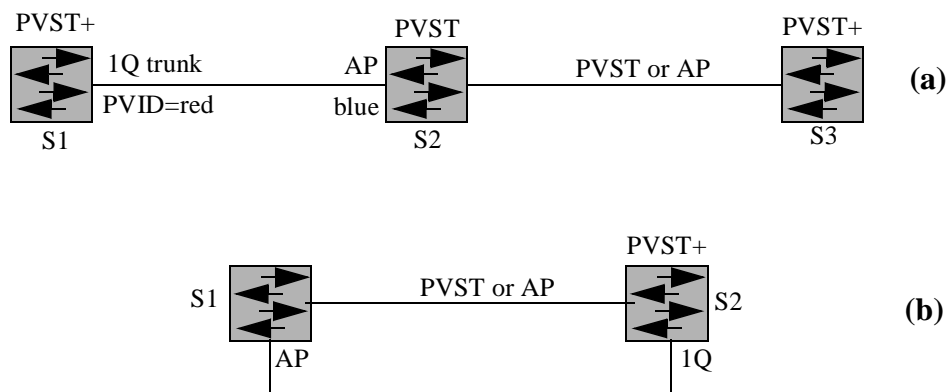 PVST+
PVST
PVST+
1Q trunk
AP
PVST or AP
(a)
PVID=red
blue
S1
S2
S3
PVST+
S1
PVST or AP
S2
(b)
AP
1Q